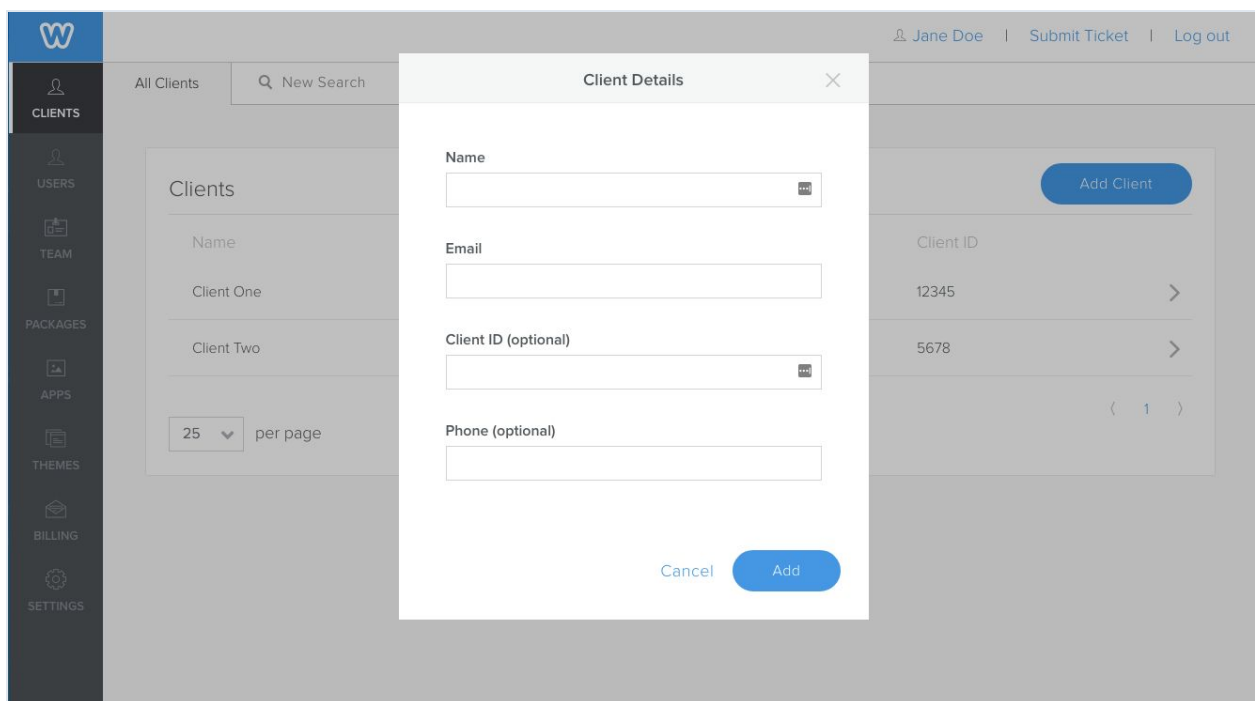 Jane Doe | Submit Ticket | Log out
CLIENTS
USERS
TEAM
PACKAGES
APPS
THEMES
BILLING
SETTINGS
All Clients
New Search
Clients
Add Client
Name
Client ID
Client One
12345
Client Two
5678
25 per page
1
Client Details
Name
Email
Client ID (optional)
Phone (optional)
Cancel
Add